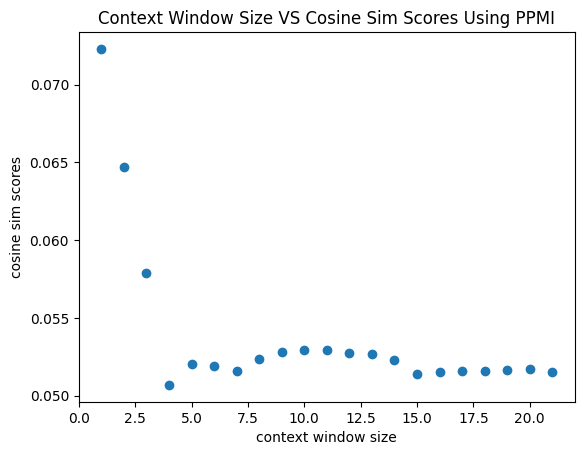 Context Window Size VS Cosine Sim Scores Using PPMI
cosine sim scores
0.070
0.065
0.060
0.055
0.050
0.0 2.5 5.0 7.5 10.0 12.5 15.0 17.5 20.0
context window size